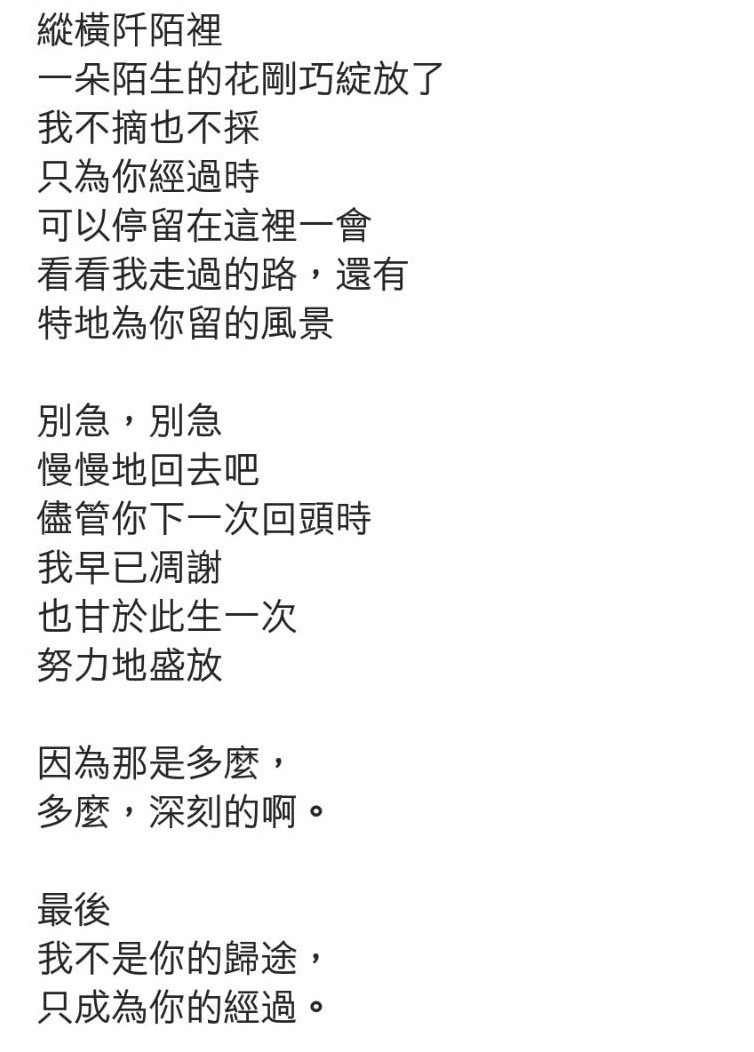 縱橫阡陌裡
一朵陌生的花剛巧綻放了
我不摘也不採
只為你經過時
可以停留在這裡一會
看看我走過的路，還有
特地為你留的風景
別急，別急
慢慢地回去吧
儘管你下一次回頭時
我早已凋謝
也甘於此生一次
努力地盛放
因為那是多麼，
多麼，深刻的啊。
最後
我不是你的歸途，
只成為你的經過。